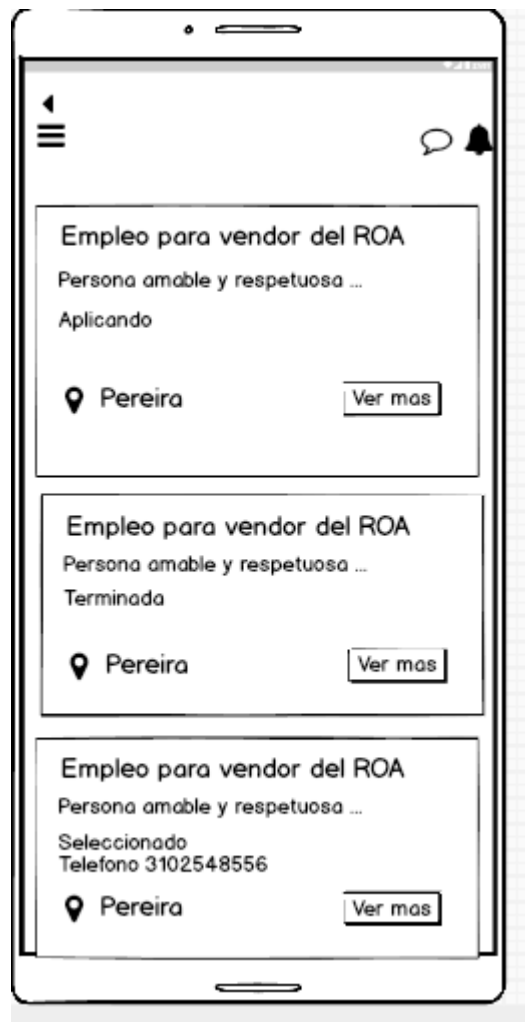 Empleo para vendor del ROA
Persona amable y respetuosa ...
Aplicando
Pereira
Ver mas
Empleo para vendor del ROA
Persona amable y respetuosa ...
Terminada
Pereira
Ver mas
Empleo para vendor del ROA
Persona amable y respetuosa ...
Seleccionado
Telefono 3102548556
Pereira
Ver mas